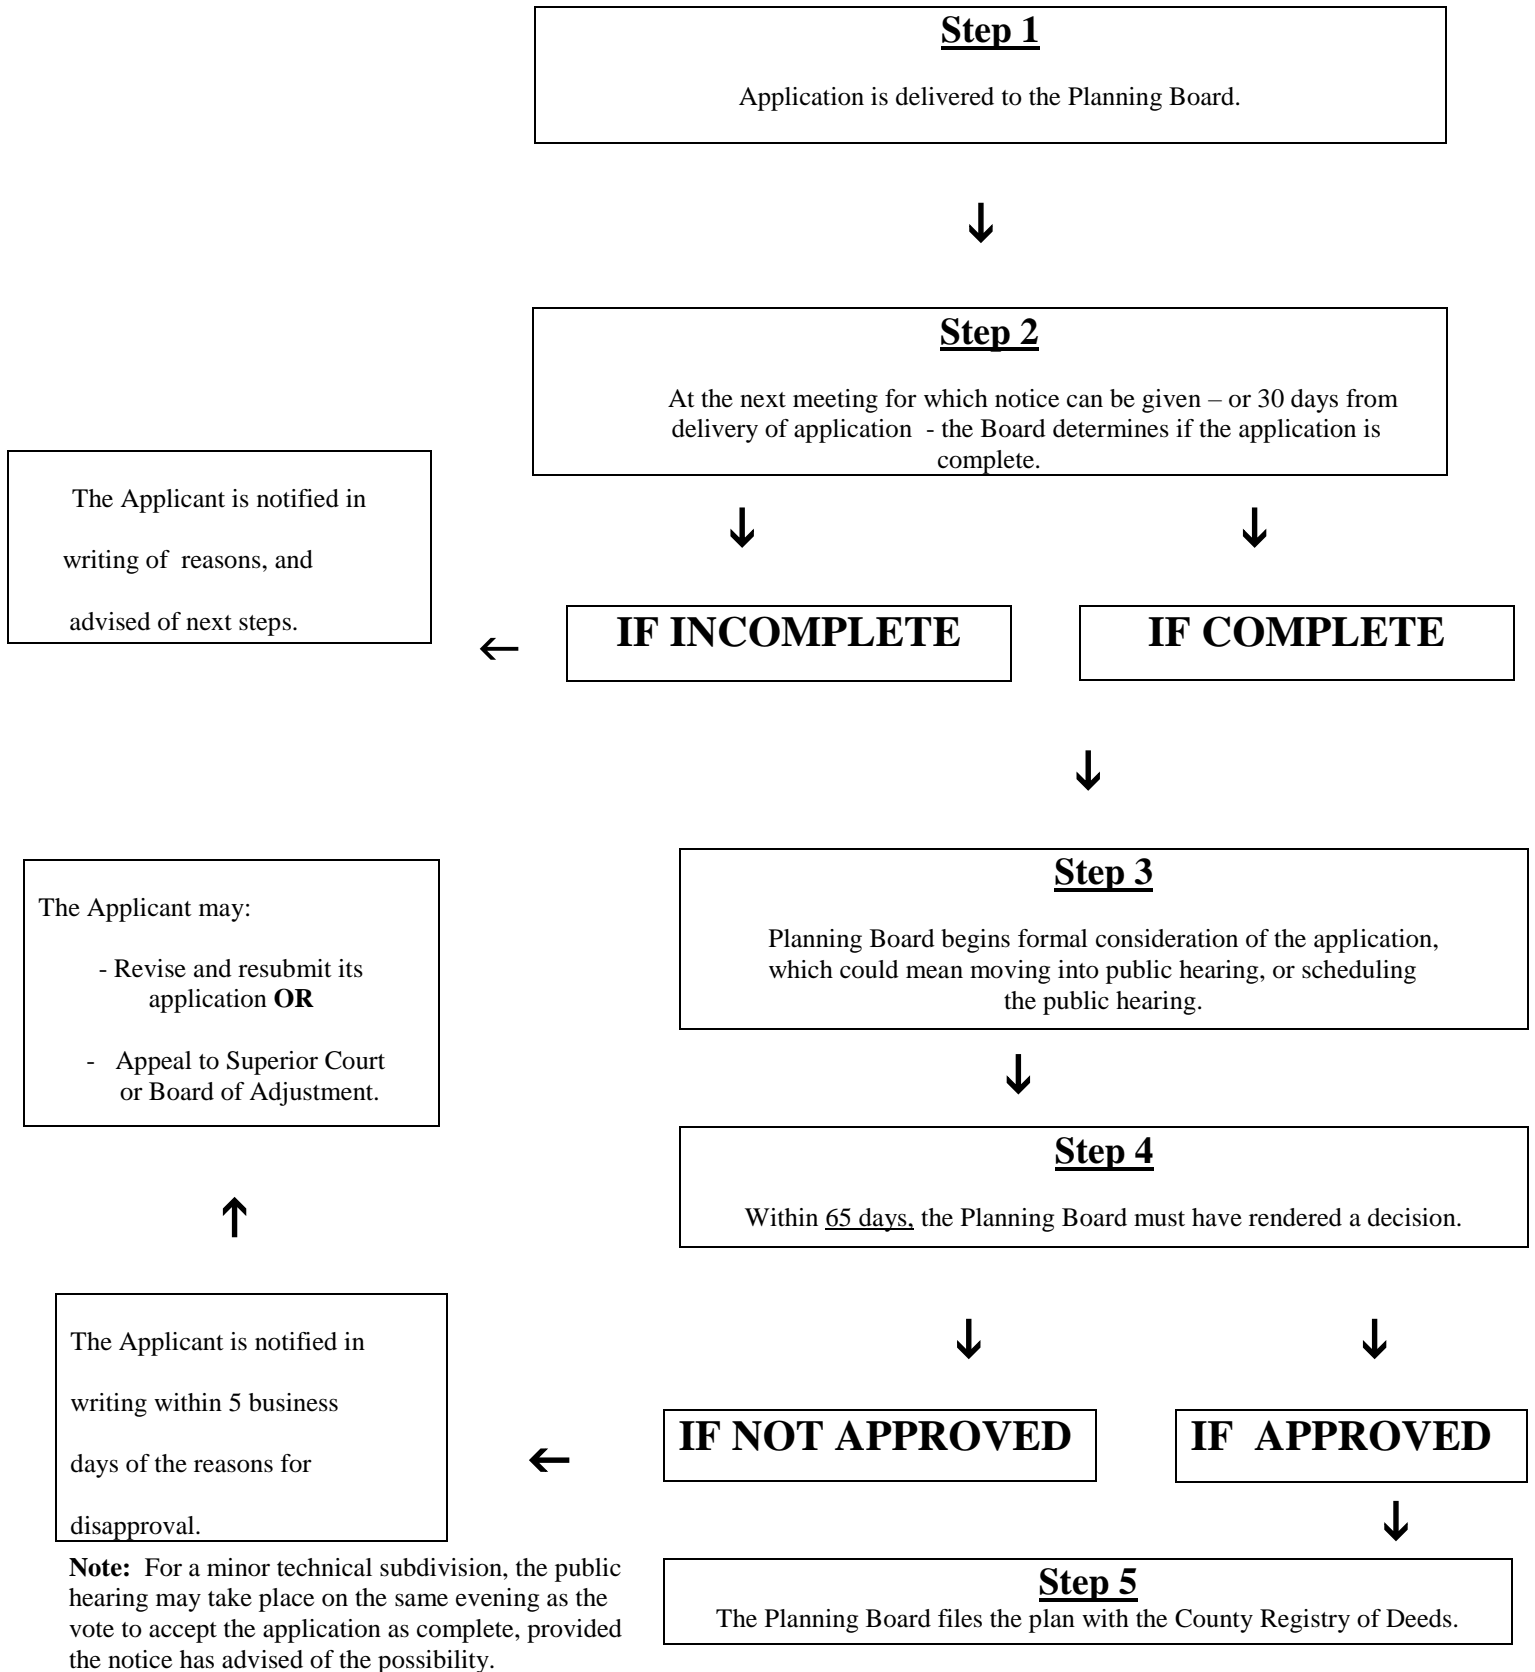 Step 1
Application is delivered to the Planning Board.
↓
Step 2
At the next meeting for which notice can be given – or 30 days from
delivery of application - the Board determines if the application is
complete.
The Applicant is notified in
writing of reasons, and
advised of next steps.
↓ ↓
← IF INCOMPLETE IF COMPLETE
↓
Step 3
Planning Board begins formal consideration of the application,
which could mean moving into public hearing, or scheduling
the public hearing.
The Applicant may:
- Revise and resubmit its
application OR
- Appeal to Superior Court
or Board of Adjustment.
↓
Step 4
Within 65 days, the Planning Board must have rendered a decision.
↑
The Applicant is notified in
writing within 5 business
days of the reasons for
disapproval.
↓ ↓
← IF NOT APPROVED IF APPROVED
↓
Note: For a minor technical subdivision, the public
hearing may take place on the same evening as the
vote to accept the application as complete, provided
the notice has advised of the possibility.
Step 5
The Planning Board files the plan with the County Registry of Deeds.